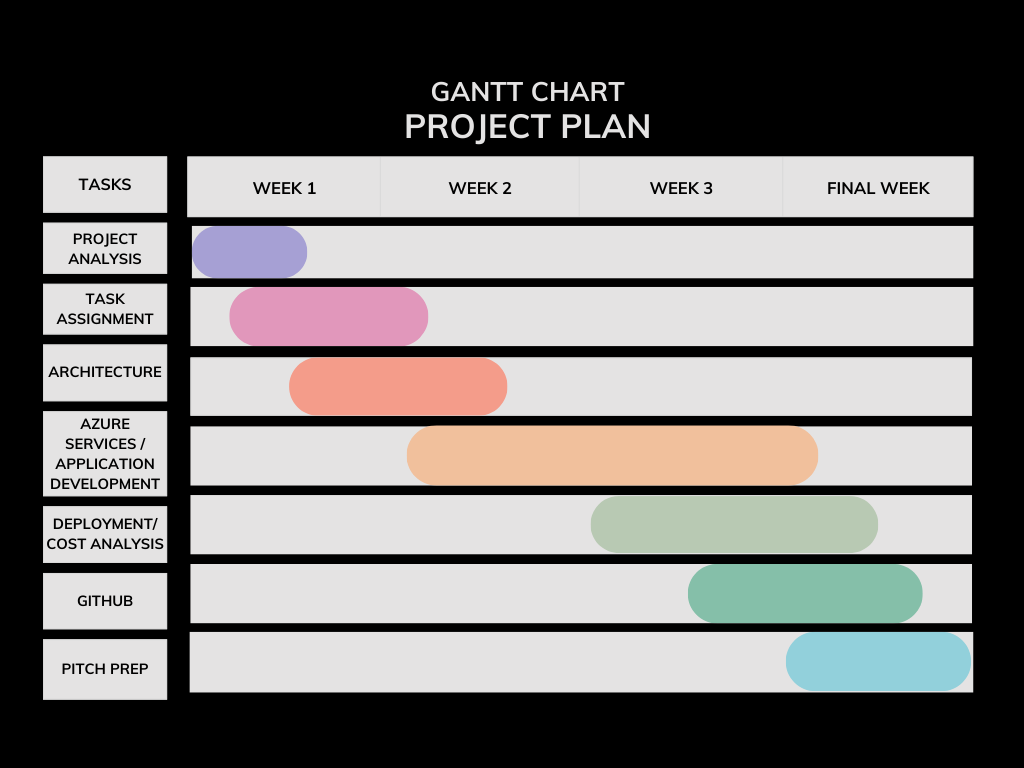 GANTT CHART
PROJECT PLAN
TASKS
WEEK 1
WEEK 2
WEEK 3
FINAL WEEK
PROJECT
ANALYSIS
TASK
ASSIGNMENT
ARCHITECTURE
AZURE
SERVICES /
APPLICATION
DEVELOPMENT
DEPLOYMENT/
COST ANALYSIS
GITHUB
PITCH PREP